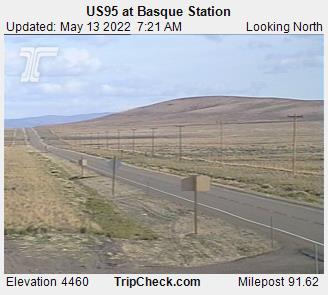 US95 at Basque Station
Updated: May 13 2022 7:21 AM Looking North
Elevation 4460 TripCheck.com Milepost 91.62